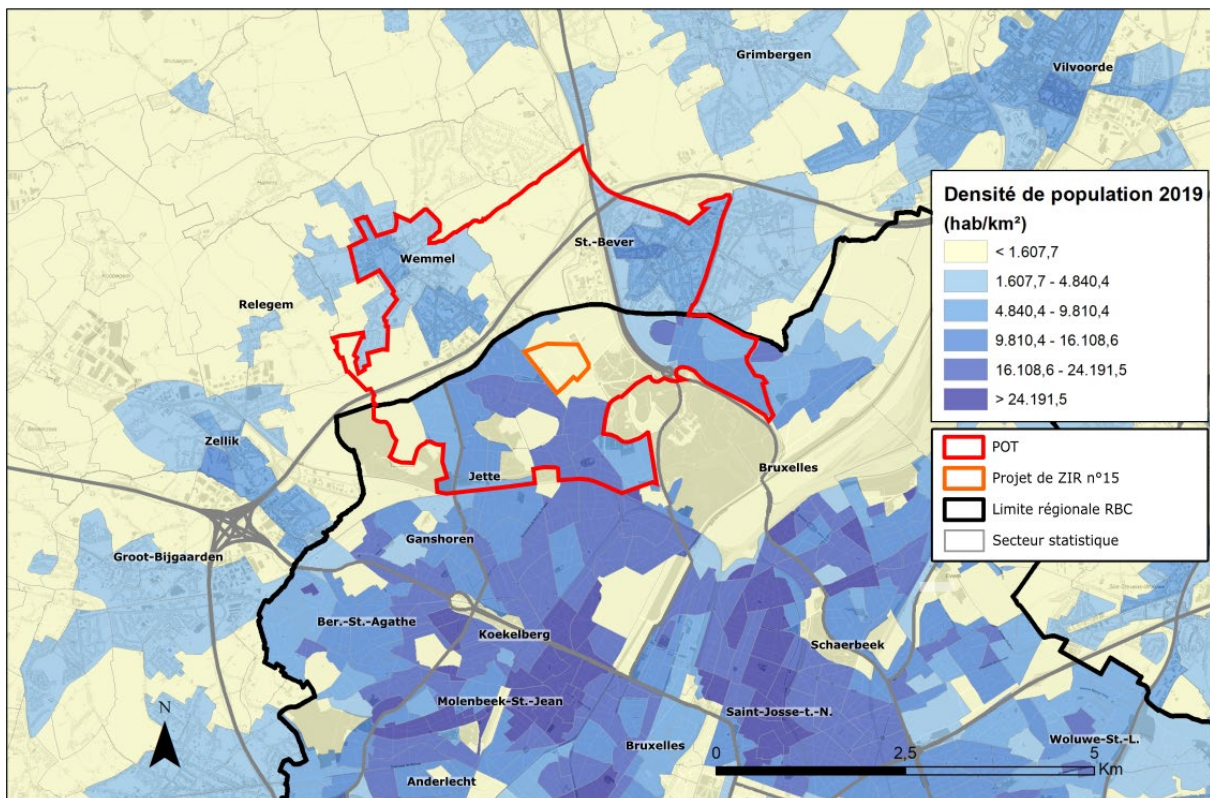 Grimbergen
Vilvoorde
Densité de population 2019
(hab/km²)
< 1.607,7
1.607,7 - 4.840,4
4.840,4 - 9.810,4
9.810,4 - 16.108,6
16.108,6 - 24.191,5
> 24.191,5
POT
Projet de ZIR n°15
Limite régionale RBC
Secteur statistique
St.-Bever
Wemmel
Relegem
Zellik
Jette
Bruxelles
Groot-Bijgaarden
Ganshoren
Ber.-St.-Agathe
Koekelberg
Schaerbeek
Molenbeek-St.-Jean
Saint-Josse-t.-N.
Bruxelles
Woluwe-St.-L.
Anderlecht
N
0
2,5
5
Km